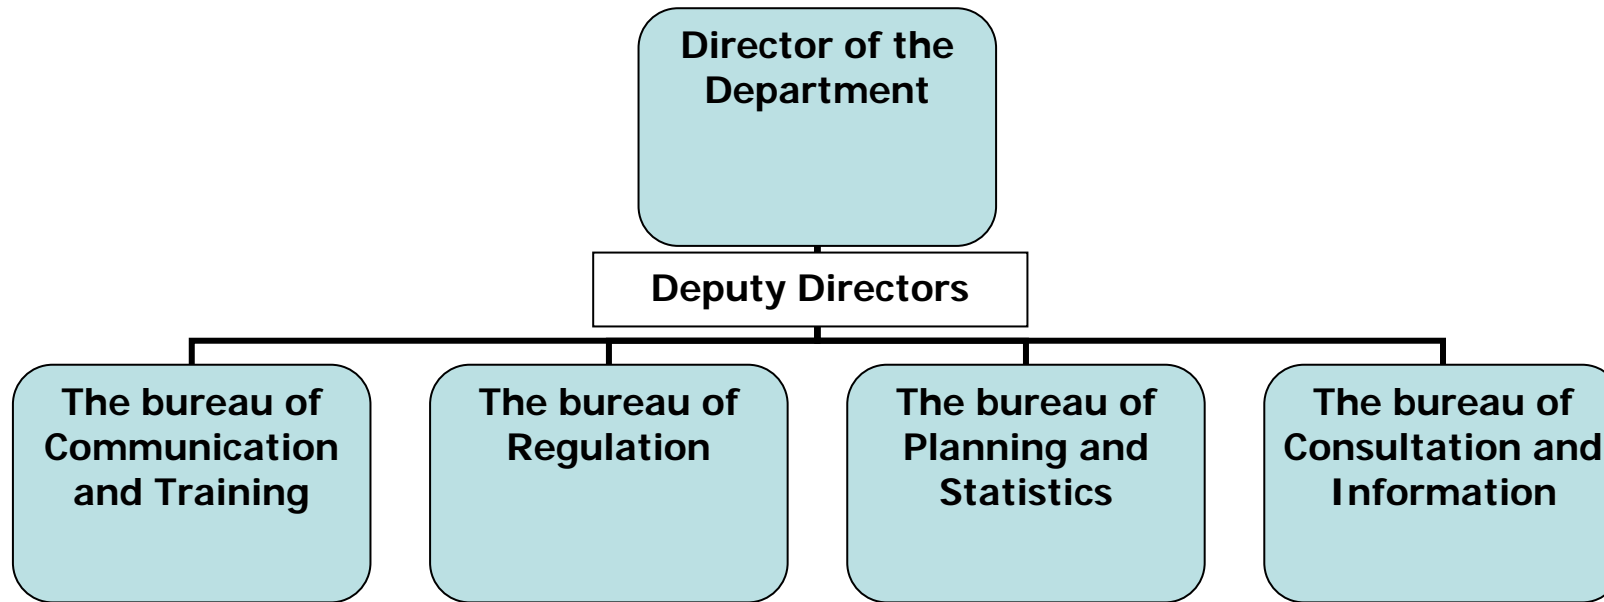 Director of the
Department
Deputy Directors
The bureau of
Communication
and Training
The bureau of
Regulation
The bureau of
Planning and
Statistics
The bureau of
Consultation and
Information